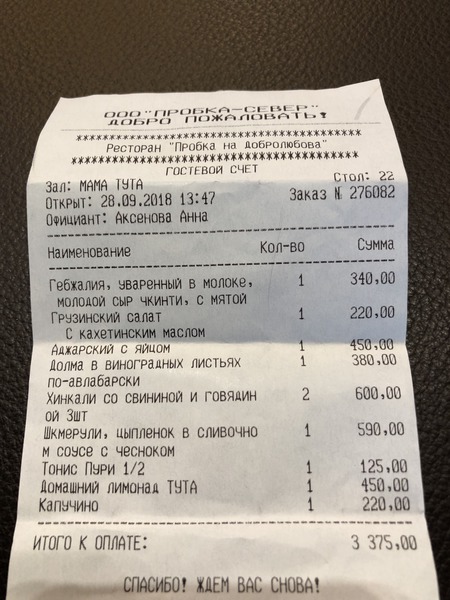 ООО "ПРОБКА-СЕВЕР"
ДОБРО ПОЖАЛОВАТЬ!
****************************************
Ресторан "Пробка на Добролюбова"
****************************************
ГОСТЕВОЙ СЧЕТ
Зал: МАМА ТУТА Стол: 22
Открыт: 28.09.2018 13:47 Заказ № 276082
Официант: Аксенова Анна
Наименование Кол-во Сумма
Гебжалия, уваренный в молоке, 1 340,00
молодой сыр чкинти, с мятой
Грузинский салат 1 220,00
С кахетинским маслом
Аджарский с яйцом 1 450,00
Долма в виноградных листьях 1 380,00
по-авлабарски
Хинкали со свининой и говядин 2 600,00
ой 3шт
Шкмерули, цыпленок в сливочно 1 590,00
м соусе с чесноком
Тонис Пури 1/2 1 125,00
Домашний лимонад ТУТА 1 450,00
Капучино 1 220,00
ИТОГО К ОПЛАТЕ: 3 375,00
СПАСИБО! ЖДЕМ ВАС СНОВА!